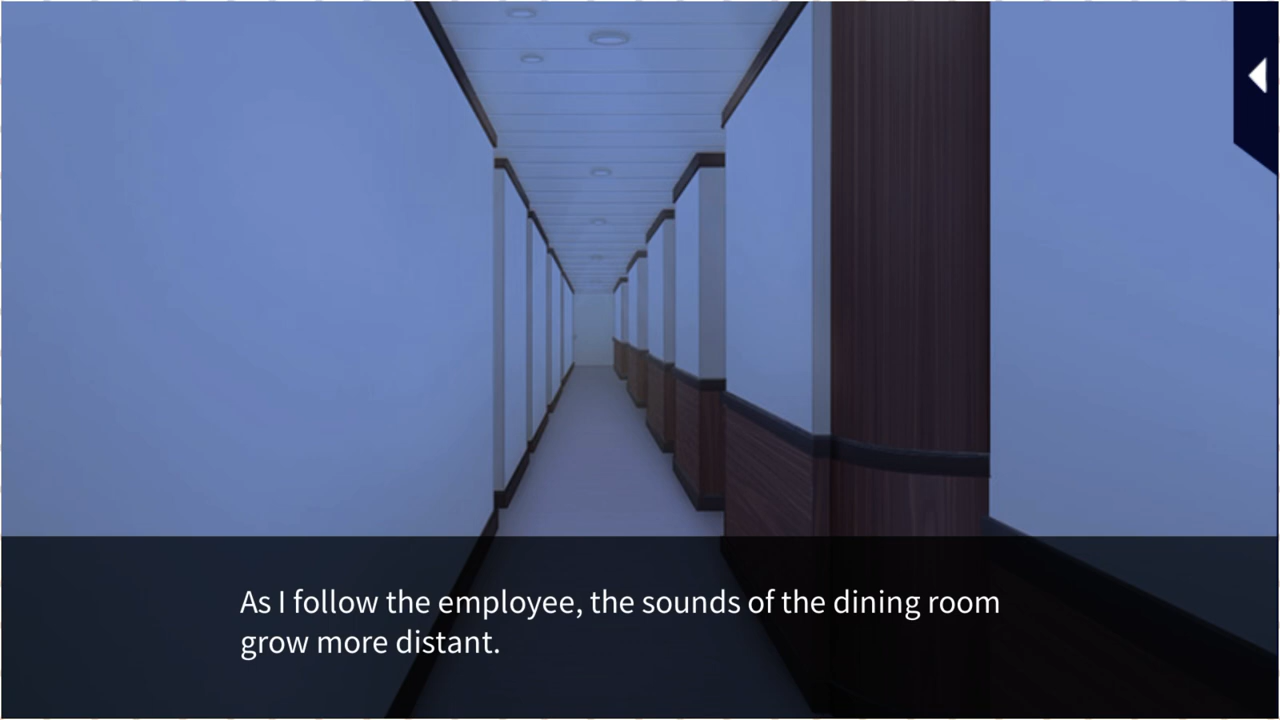 As I follow the employee, the sounds of the dining room
grow more distant.